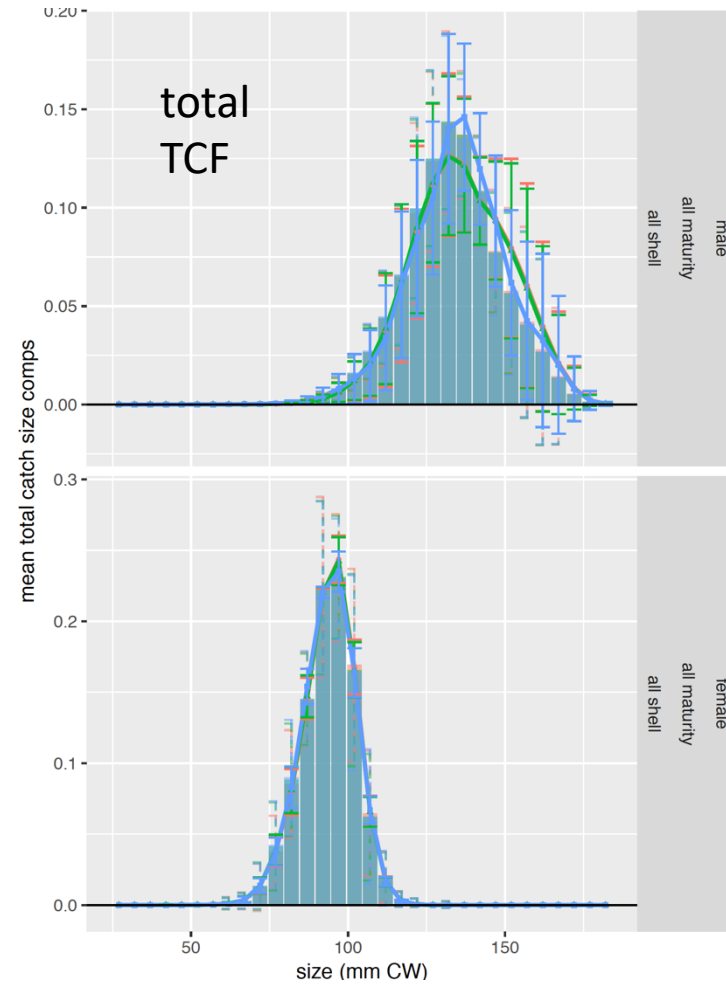 total
TCF
0.20
0.15
0.10
0.05
0.00
male
all maturity
all shell
mean total catch size comps
0.3
0.2
0.1
0.0
female
all maturity
all shell
50 100 150
size (mm CW)